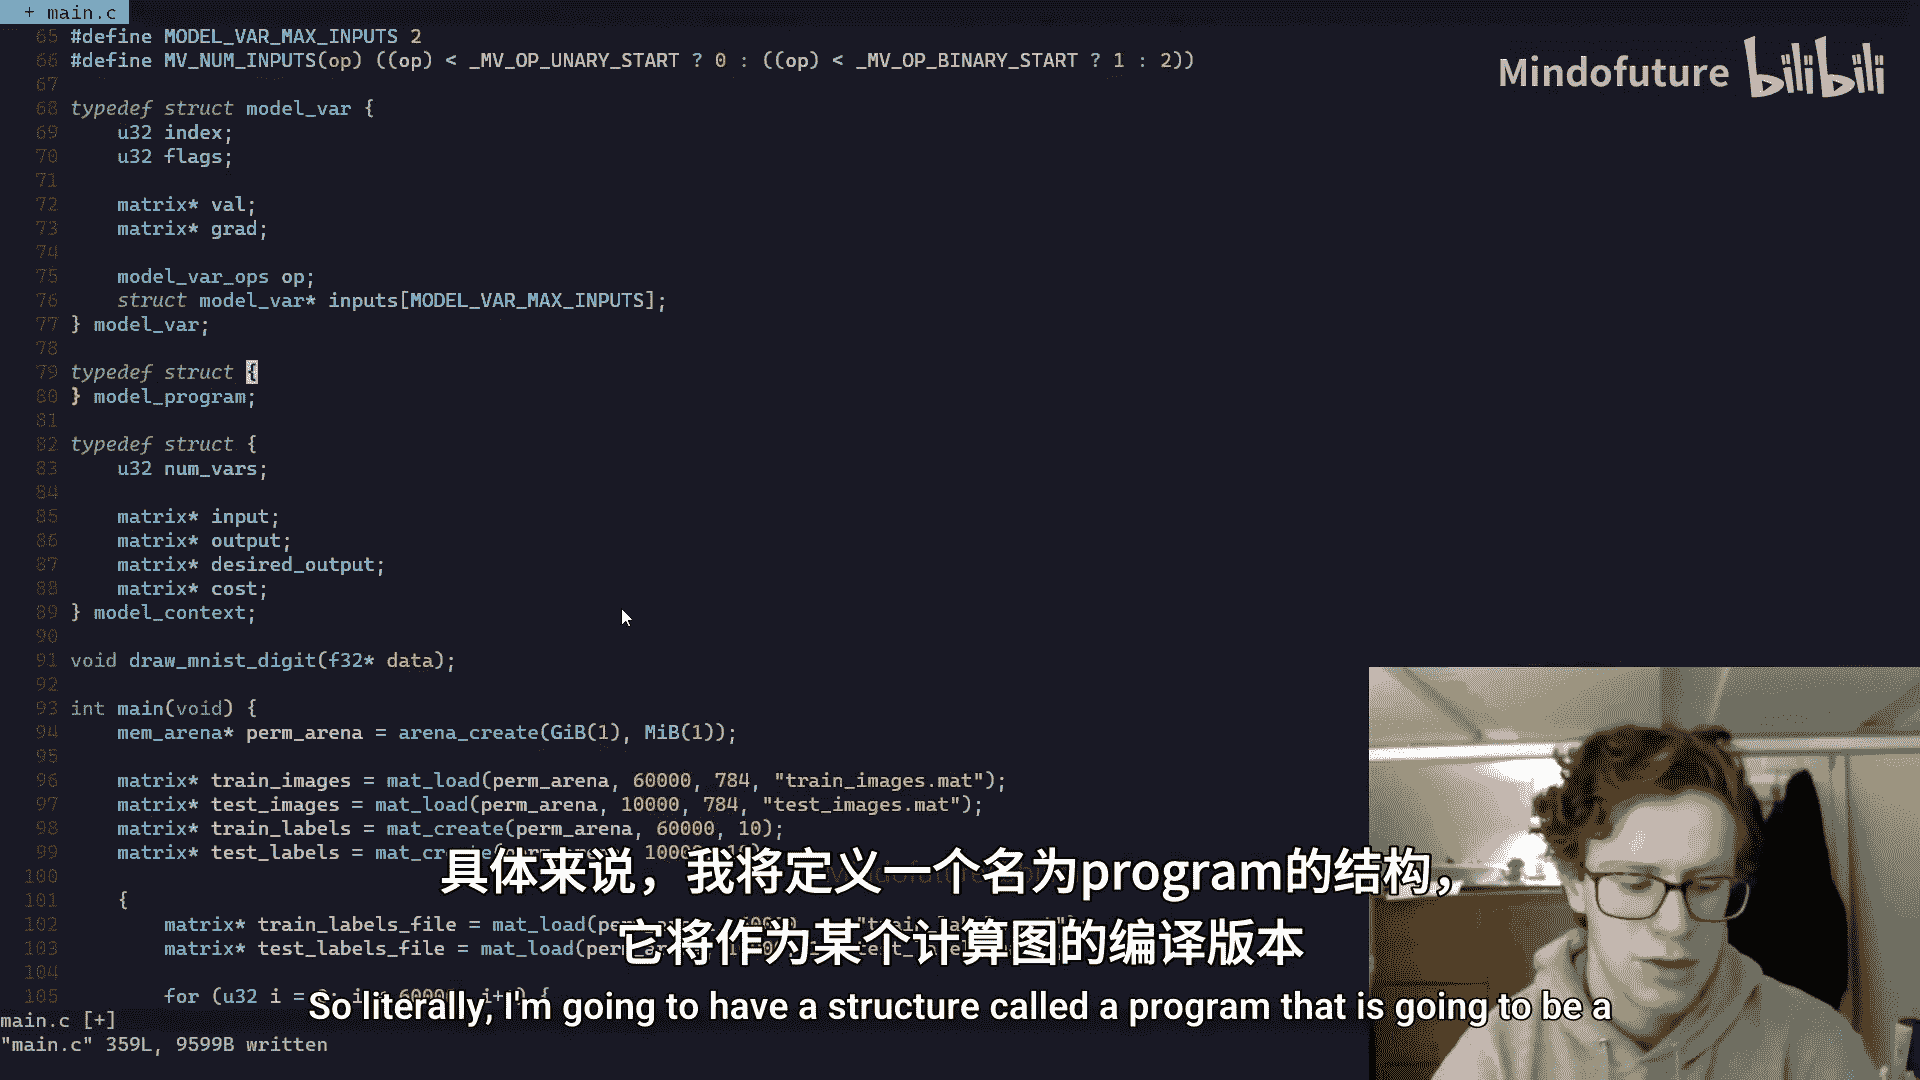 + main.c
Mindofuture bilibili
65 #define MODEL_VAR_MAX_INPUTS 2
66 #define MV_NUM_INPUTS(op) ((op) < _MV_OP_UNARY_START ? 0 : ((op) < _MV_OP_BINARY_START ? 1 : 2))
67
68 typedef struct model_var {
69     u32 index;
70     u32 flags;
71
72     matrix* val;
73     matrix* grad;
74
75     model_var_ops op;
76     struct model_var* inputs[MODEL_VAR_MAX_INPUTS];
77 } model_var;
78
79 typedef struct {
80 } model_program;
81
82 typedef struct {
83     u32 num_vars;
84
85     matrix* input;
86     matrix* output;
87     matrix* desired_output;
88     matrix* cost;
89 } model_context;
90
91 void draw_mnist_digit(f32* data);
92
93 int main(void) {
94     mem_arena* perm_arena = arena_create(GiB(1), MiB(1));
95
96     matrix* train_images = mat_load(perm_arena, 60000, 784, "train_images.mat");
97     matrix* test_images = mat_load(perm_arena, 10000, 784, "test_images.mat");
98     matrix* train_labels = mat_create(perm_arena, 60000, 10);
99     matrix* test_labels =
100
101     {
102         matrix* train_labels_file = mat_load(
103         matrix* test_labels_file = mat_load(
104
105         for (u32 i =
具体来说，我将定义一个名为program的结构，
它将作为某个计算图的编译版本
So literally, I'm going to have a structure called a program that is going to be a
main.c [+]
"main.c" 359L, 9599B written